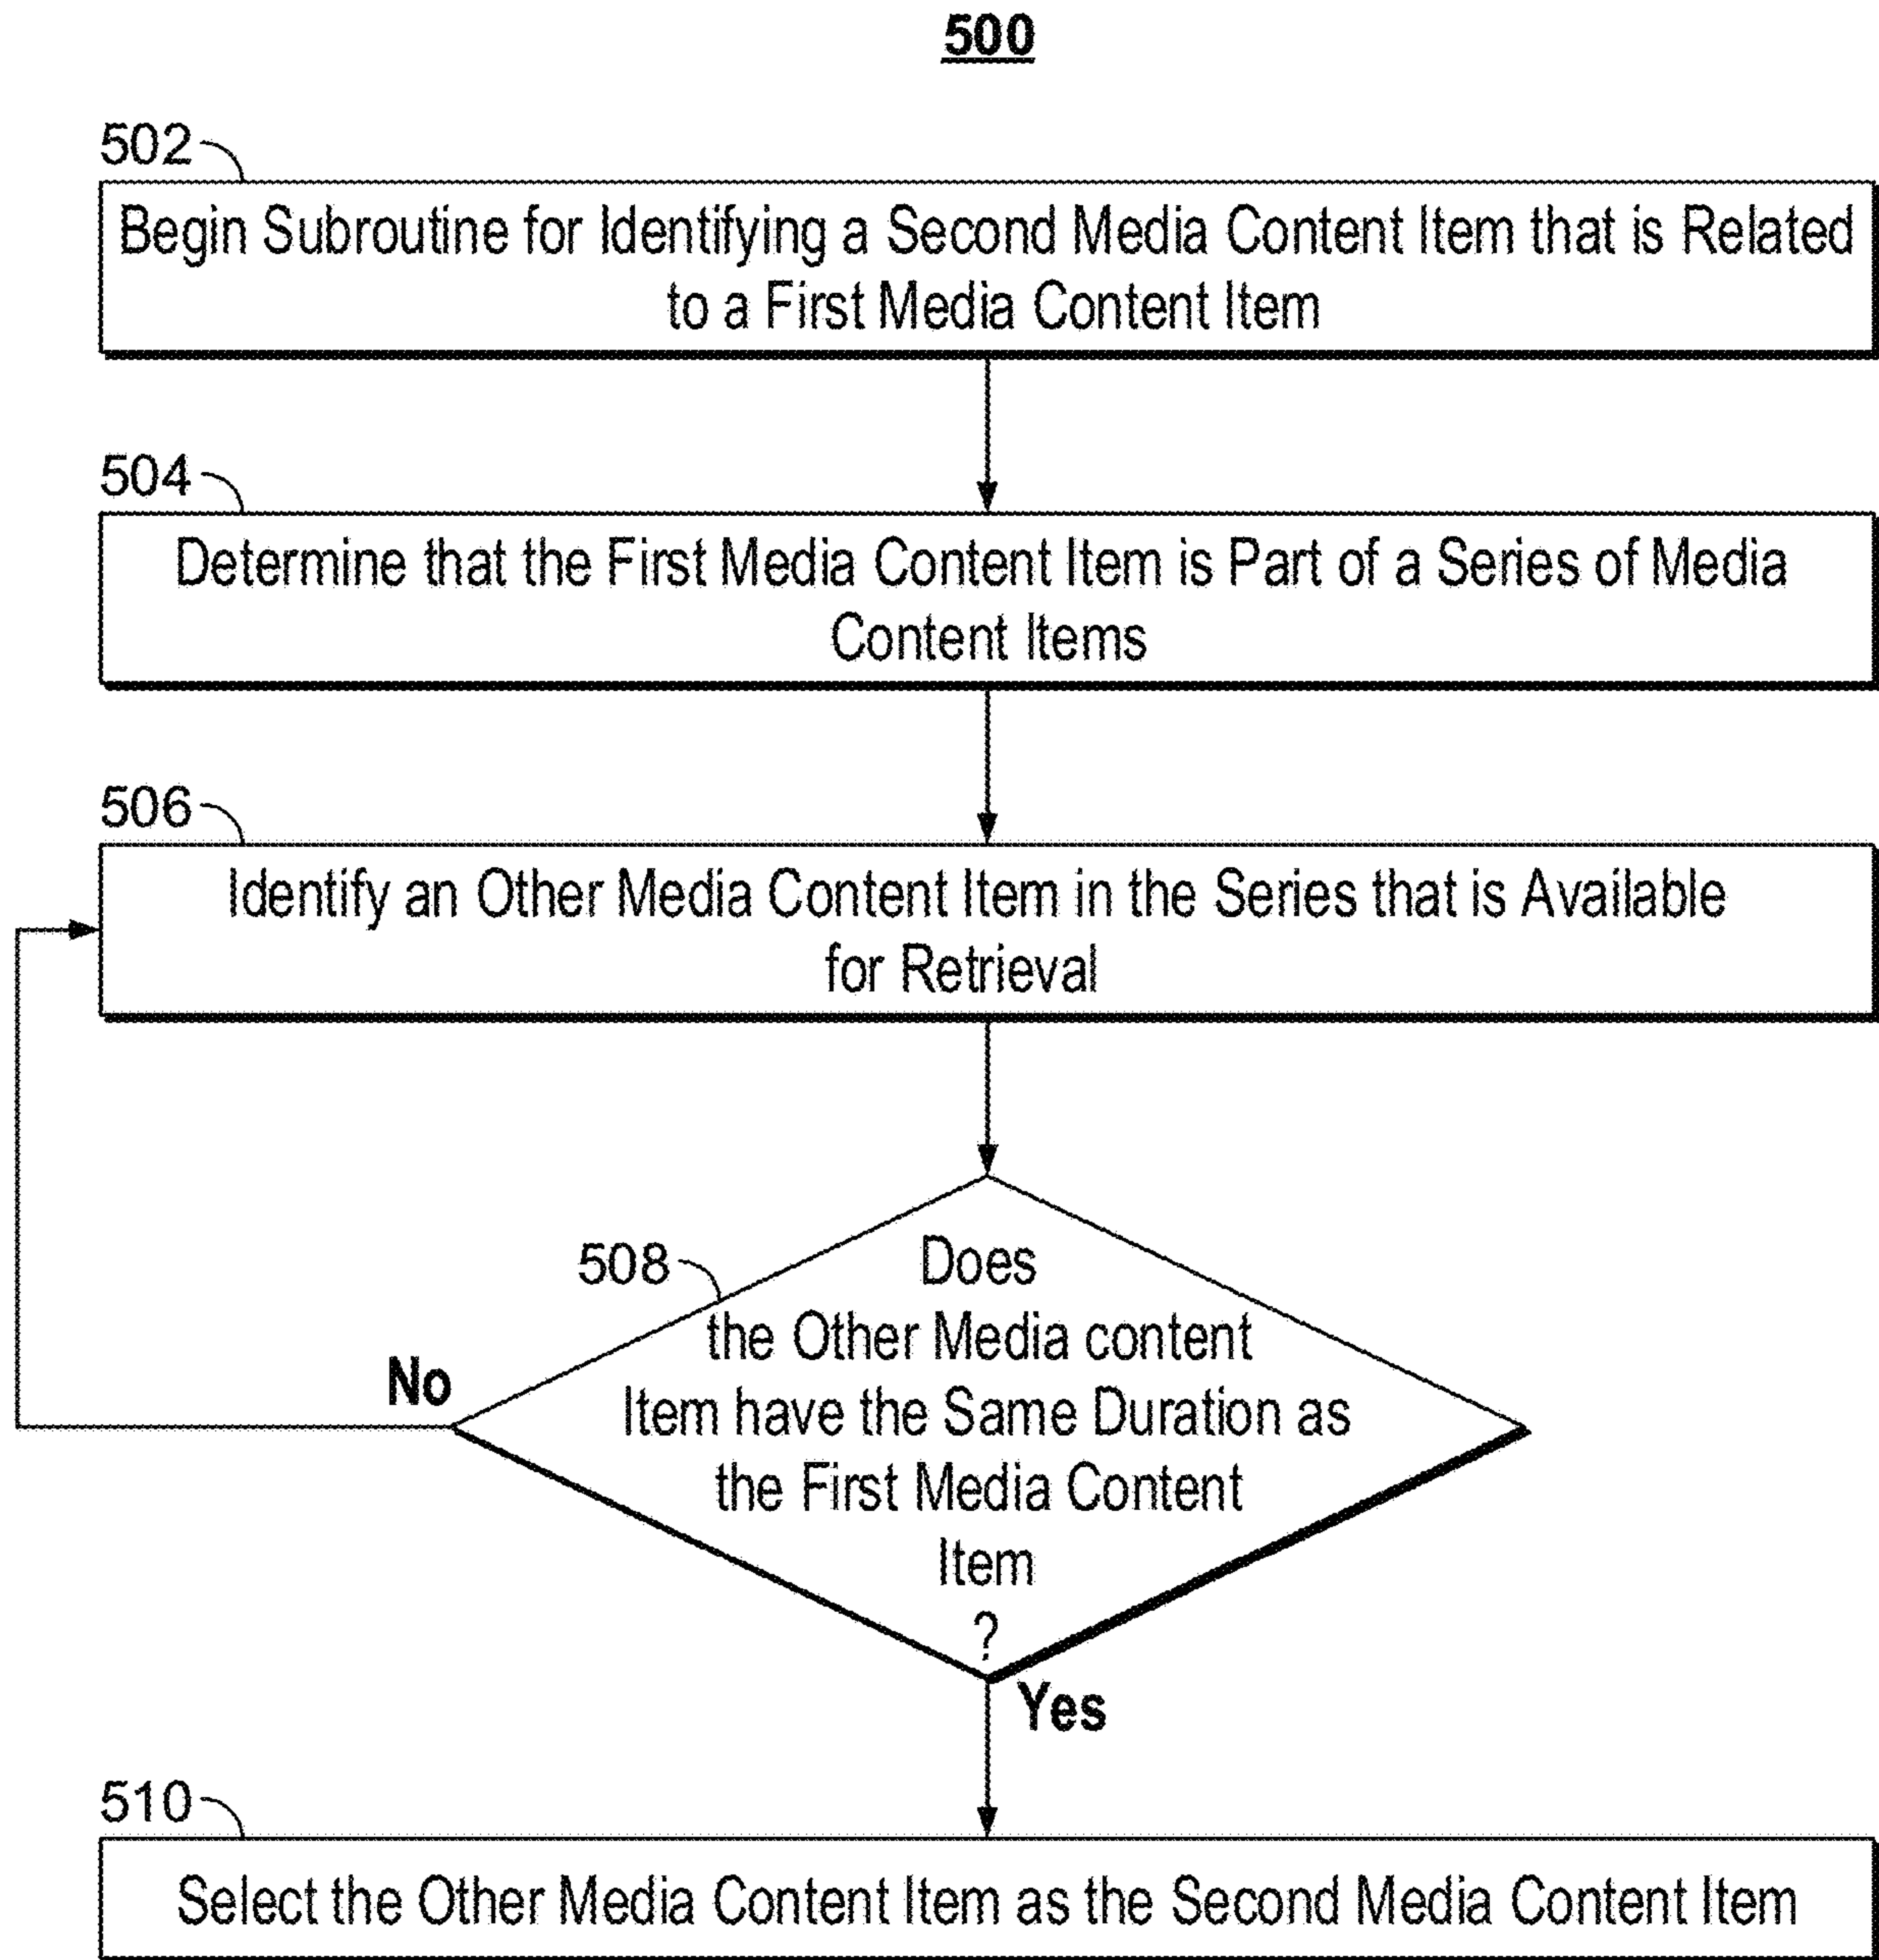 500
502
Begin Subroutine for Identifying a Second Media Content Item that is Related
to a First Media Content Item
504
Determine that the First Media Content Item is Part of a Series of Media
Content Items
506
Identify an Other Media Content Item in the Series that is Available
for Retrieval
508
Does
the Other Media content
Item have the Same Duration as
the First Media Content
Item
?
No
Yes
510
Select the Other Media Content Item as the Second Media Content Item